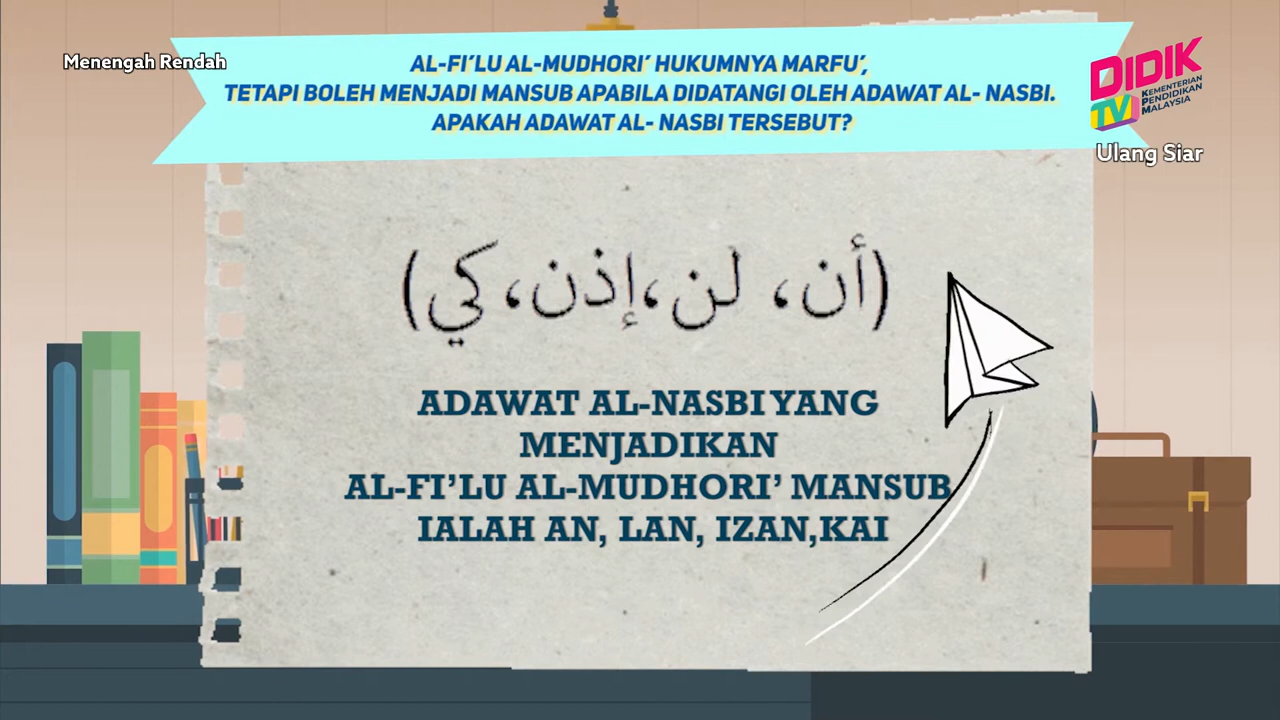 Menengah Rendah
AL-FI'LU AL-MUDHORI' HUKUMNYA MARFU',
TETAPI BOLEH MENJADI MANSUB APABILA DIDATANGI OLEH ADAWAT AL- NASBI.
APAKAH ADAWAT AL- NASBI TERSEBUT?
DIDIK
TV
KEMENTERIAN
PENDIDIKAN
MALAYSIA
Ulang Siar
(أن، لن،إذن،كي)
ADAWAT AL-NASBI YANG
MENJADIKAN
AL-FI'LU AL-MUDHORI' MANSUB
IALAH AN, LAN, IZAN,KAI